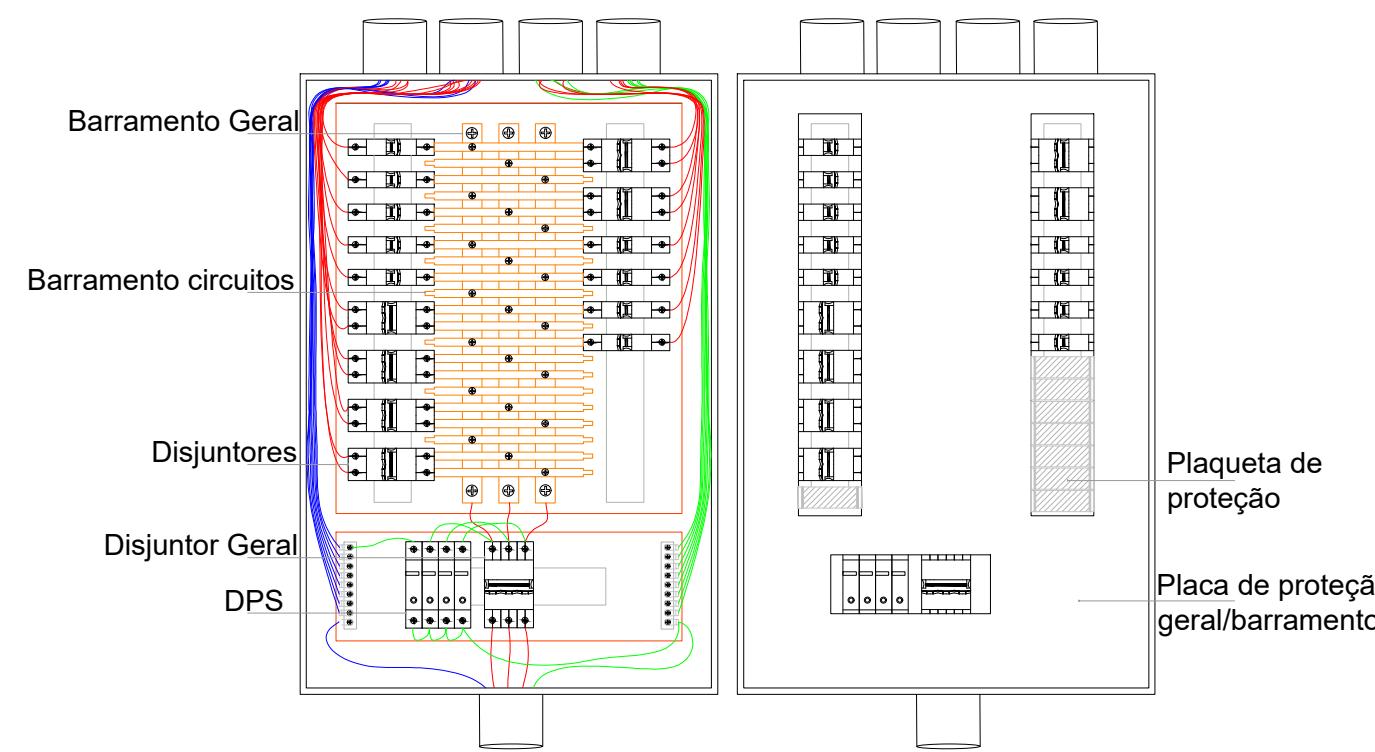 Barramento Geral
Barramento circuitos
Disjuntores
Disjuntor Geral
DPS
Plaqueta de
proteção
Placa de proteçã
geral/barramento